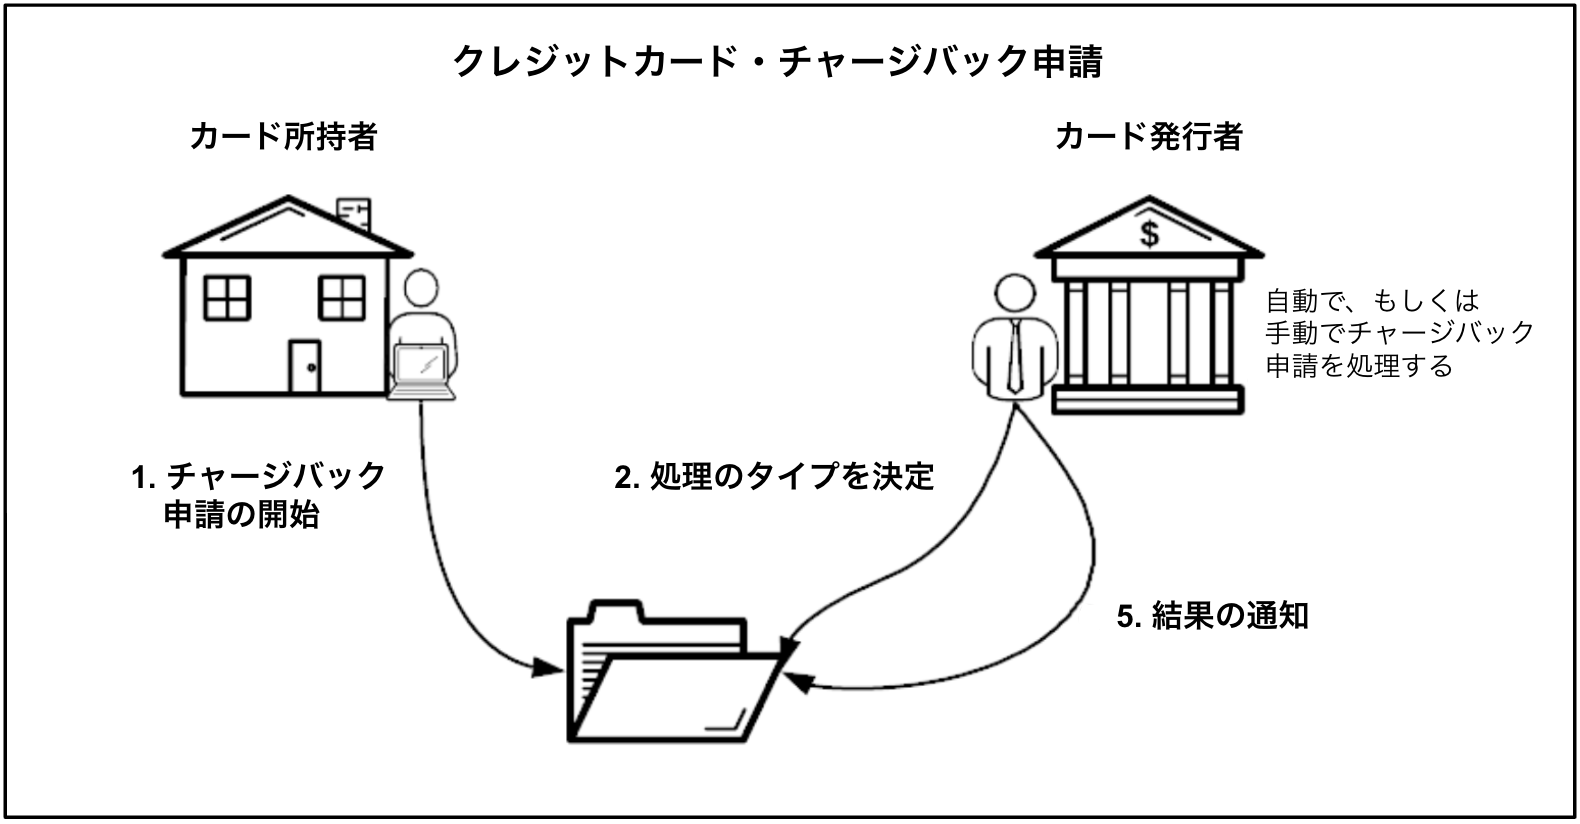 クレジットカード・チャージバック申請
カード所持者
カード発行者
$
自動で、もしくは
手動でチャージバック
申請を処理する
1. チャージバック
申請の開始
2. 処理のタイプを決定
5. 結果の通知